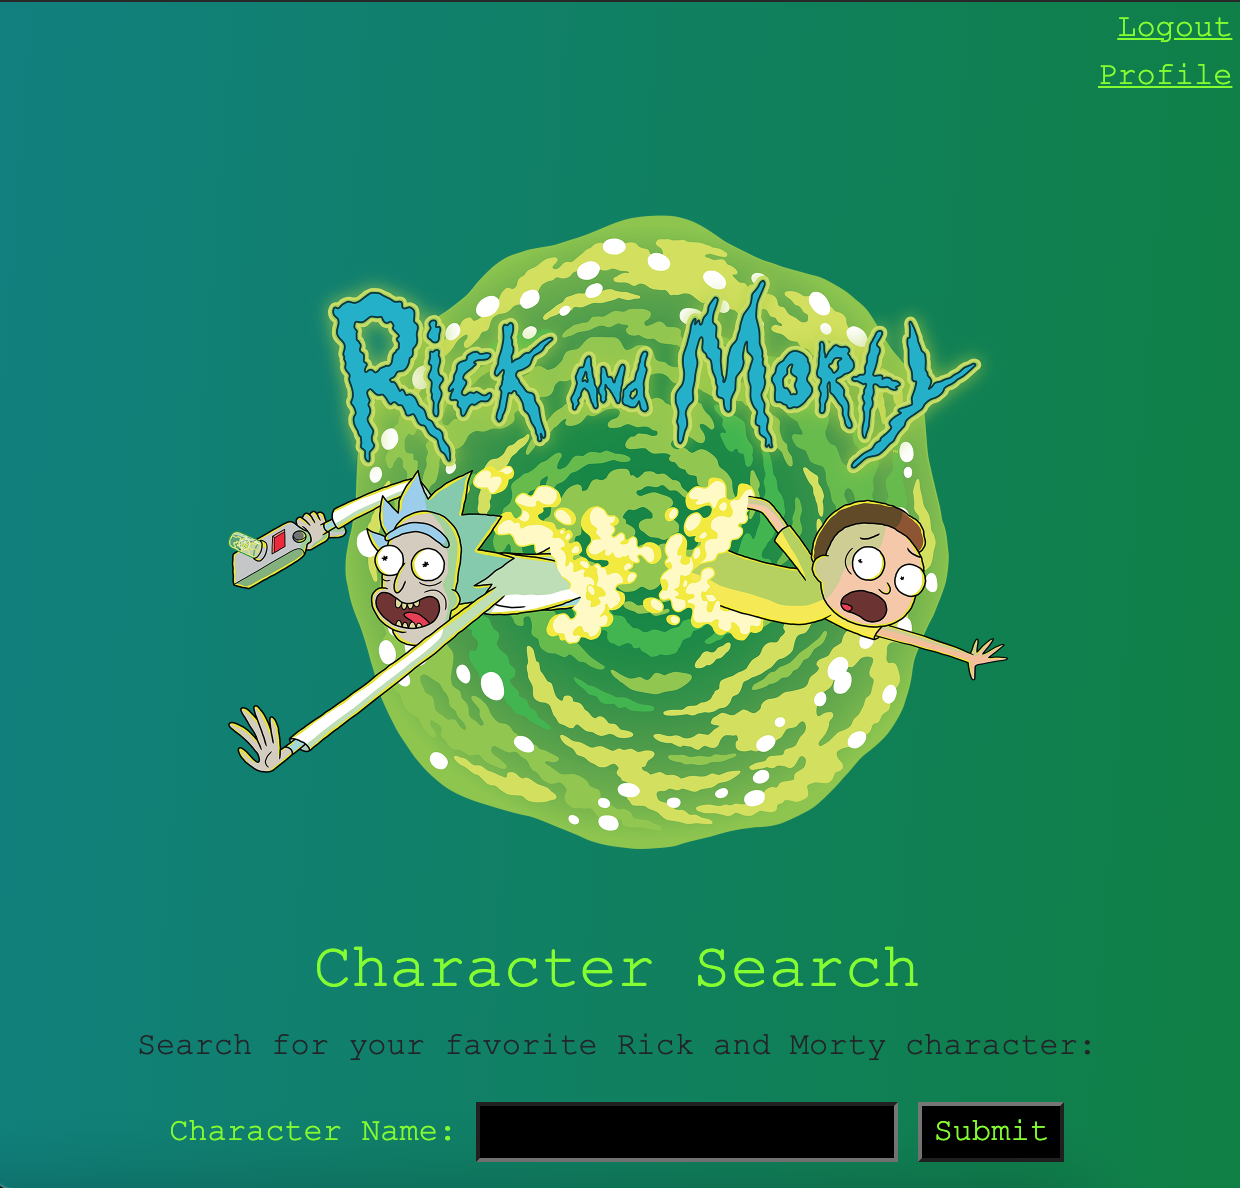 Logout
Profile
Rick and Morty
Character Search
Search for your favorite Rick and Morty character:
Character Name:
Submit